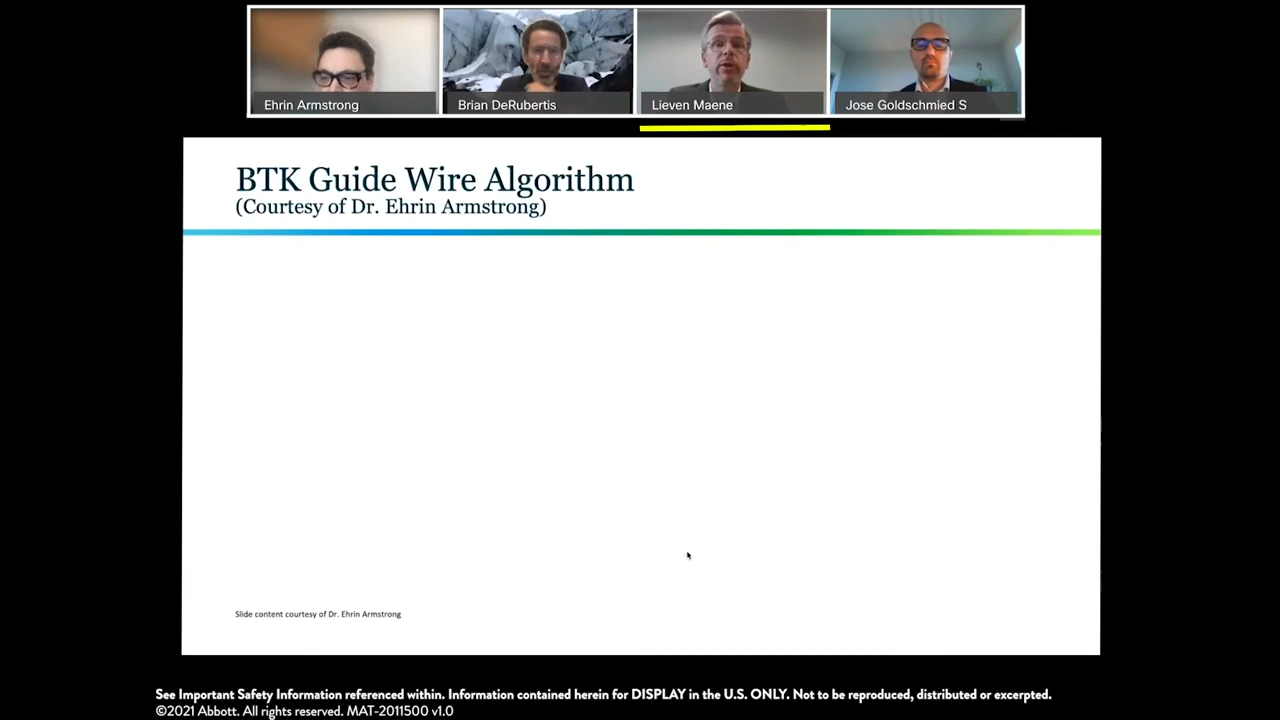 Ehrin Armstrong
Brian DeRubertis
Lieven Maene
Jose Goldschmied S
BTK Guide Wire Algorithm
(Courtesy of Dr. Ehrin Armstrong)
Slide content courtesy of Dr. Ehrin Armstrong
See Important Safety Information referenced within. Information contained herein for DISPLAY in the U.S. ONLY. Not to be reproduced, distributed or excerpted.
©2021 Abbott. All rights reserved. MAT-2011500 v1.0